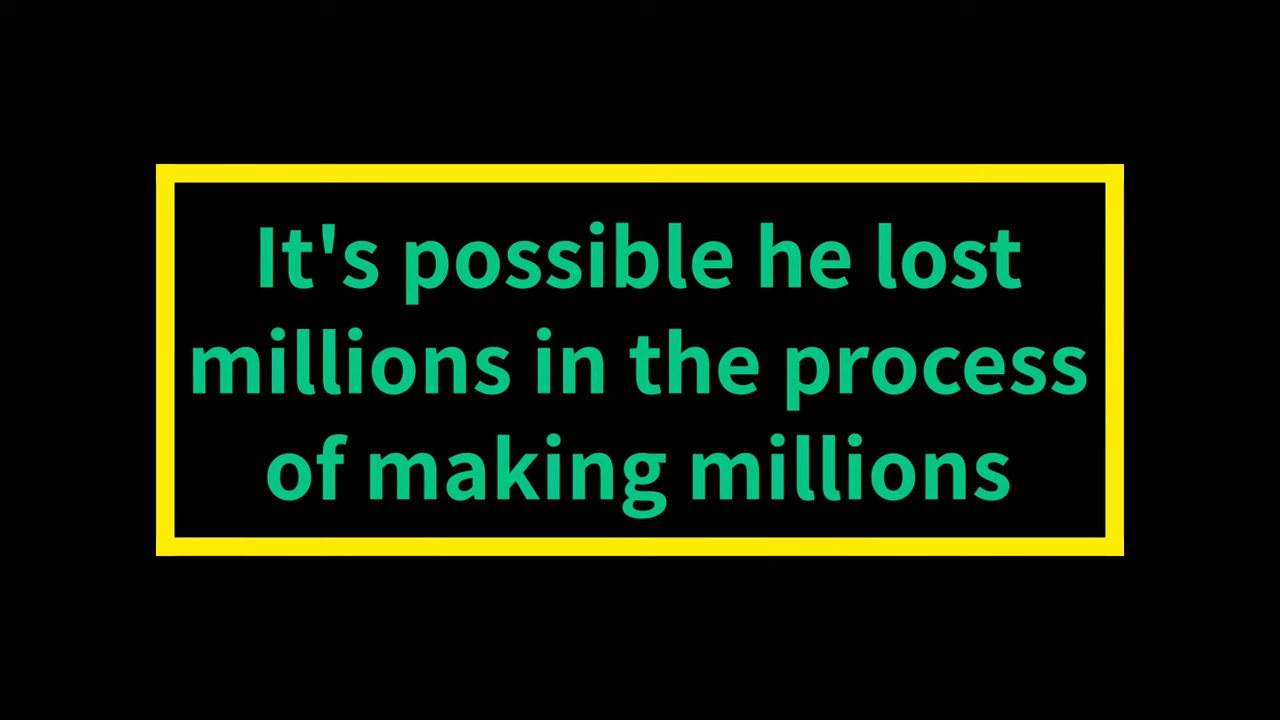 It's possible he lost
millions in the process
of making millions